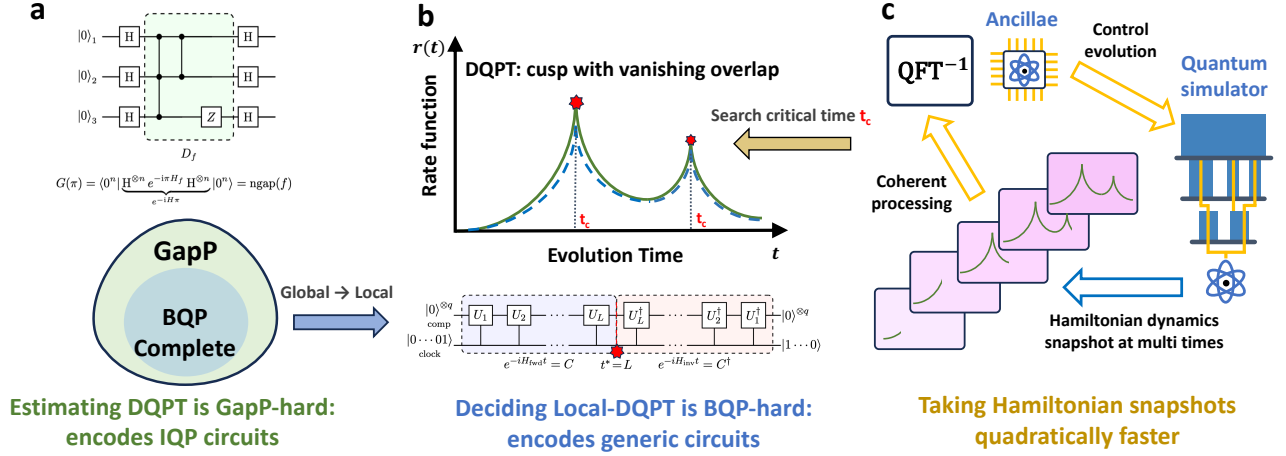 a
|0⟩₁ H H
|0⟩₂ H H
|0⟩₃ H Z H
D_f
G(π) = ⟨0ⁿ| H^{⊗n} e^{-iπH_f} H^{⊗n} |0ⁿ⟩ = ngap(f)
e^{-iHπ}
GapP
BQP
Complete
Global → Local
Estimating DQPT is GapP-hard:
encodes IQP circuits
b
r(t)
DQPT: cusp with vanishing overlap
Rate function
Search critical time t_c
t_c
t_c
Evolution Time
t
|0⟩^{⊗q} U₁ U₂ ··· U_L U_L^† ··· U₂^† U₁^† |0⟩^{⊗q}
comp
|0···01⟩ ··· ··· |1···0⟩
clock
e^{-iH_{fwd}t} = C t* = L e^{-iH_{inv}t} = C^†
Deciding Local-DQPT is BQP-hard:
encodes generic circuits
c
Ancillae
QFT⁻¹
Control
evolution
Quantum
simulator
Coherent
processing
Hamiltonian dynamics
snapshot at multi times
Taking Hamiltonian snapshots
quadratically faster